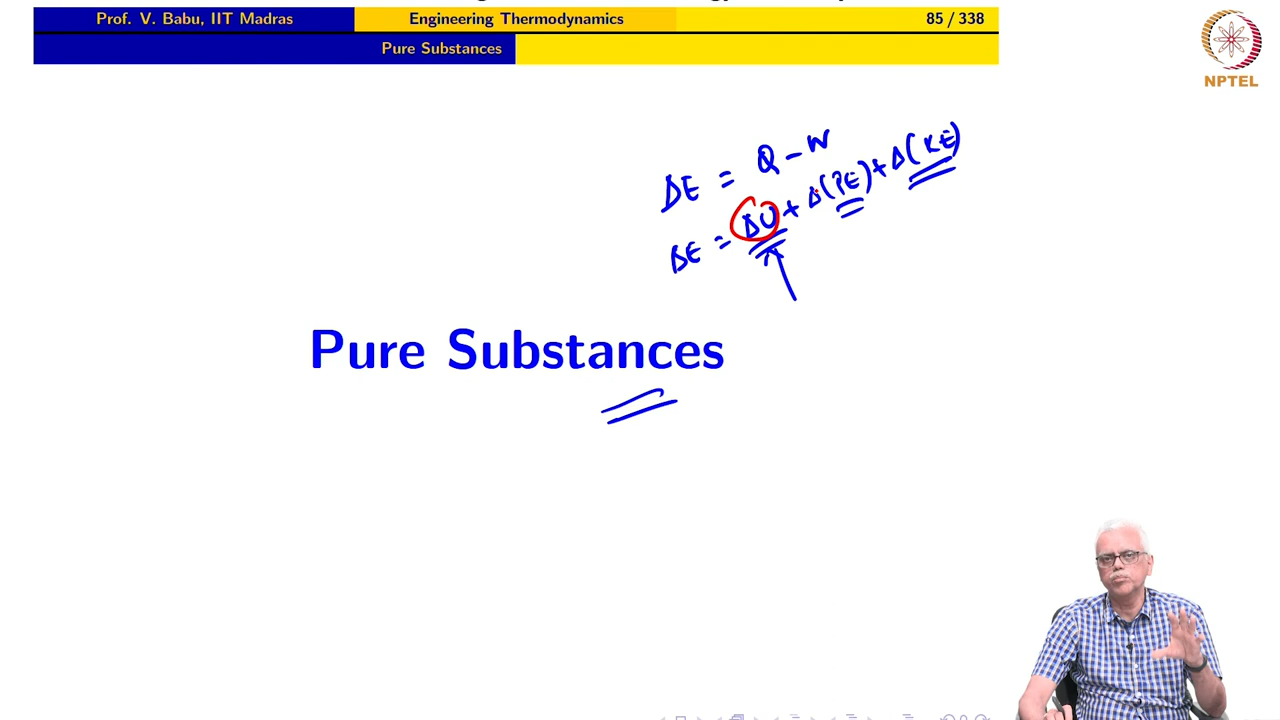 Prof. V. Babu, IIT Madras Engineering Thermodynamics 85 / 338
Pure Substances
NPTEL
ΔE = Q – W
ΔE = ΔU + Δ(PE) + Δ(KE)
Pure Substances